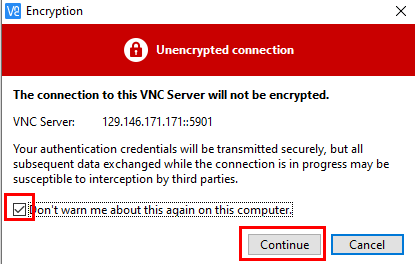 Encryption
Unencrypted connection
The connection to this VNC Server will not be encrypted.
VNC Server: 129.146.171.171::5901
Your authentication credentials will be transmitted securely, but all
subsequent data exchanged while the connection is in progress may be
susceptible to interception by third parties.
Don't warn me about this again on this computer.
Continue Cancel